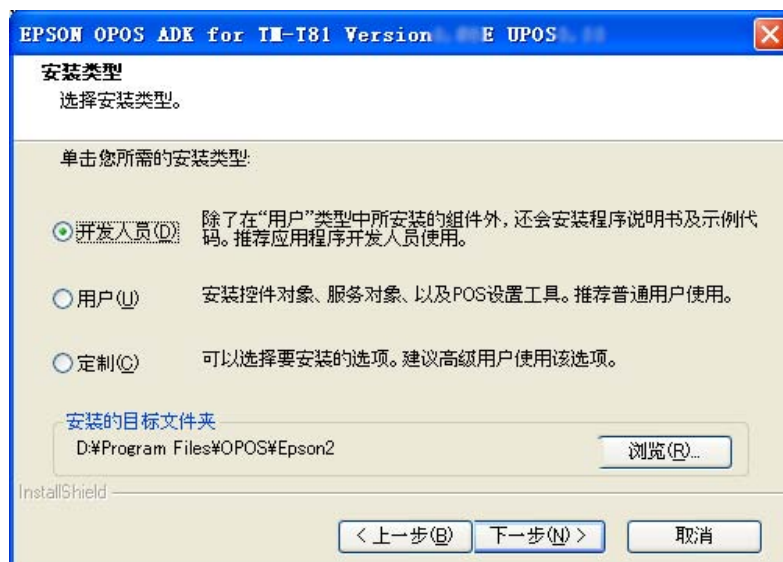 EPSON OPOS ADK for TM-T81 Version E UPOS
安装类型
选择安装类型。
单击您所需的安装类型:
开发人员(D)
除了在“用户”类型中所安装的组件外,还会安装程序说明书及示例代
码。推荐应用程序开发人员使用。
用户(U)
安装控件对象、服务对象、以及POS设置工具。推荐普通用户使用。
定制(C)
可以选择要安装的选项。建议高级用户使用该选项。
安装的目标文件夹
D:¥Program Files¥OPOS¥Epson2
浏览(R)...
InstallShield
< 上一步(B)
下一步(N) >
取消